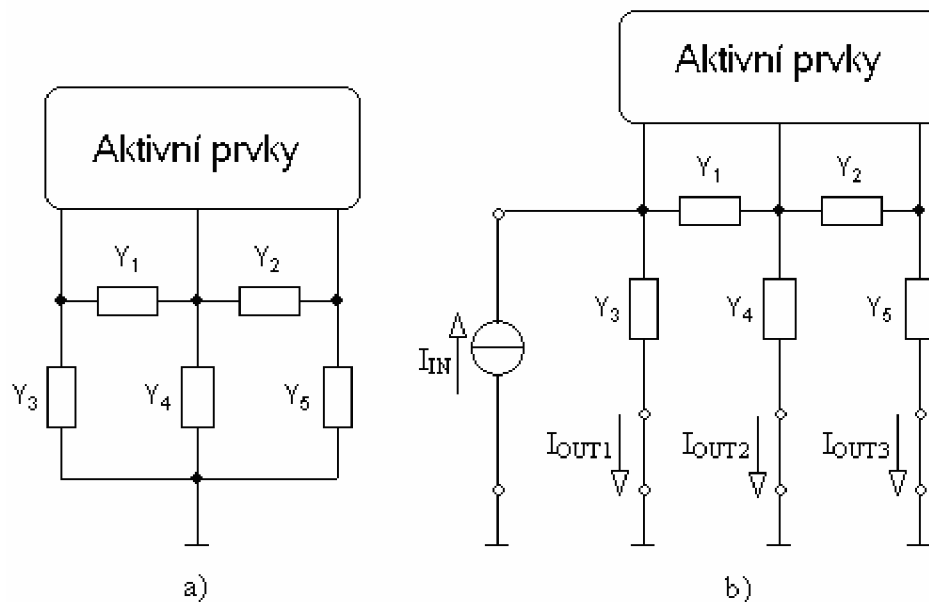 Aktivní prvky
Y1
Y2
Y3
Y4
Y5
a)
Aktivní prvky
Y1
Y2
Y3
Y4
Y5
IIN
IOUT1
IOUT2
IOUT3
b)